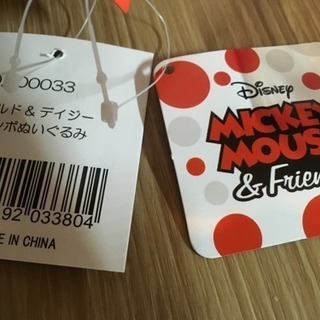 00033
ルド & デイジー
ンポぬいぐるみ
92 033804
E IN CHINA
Disney
MICKEY
MOUSE
& Frien